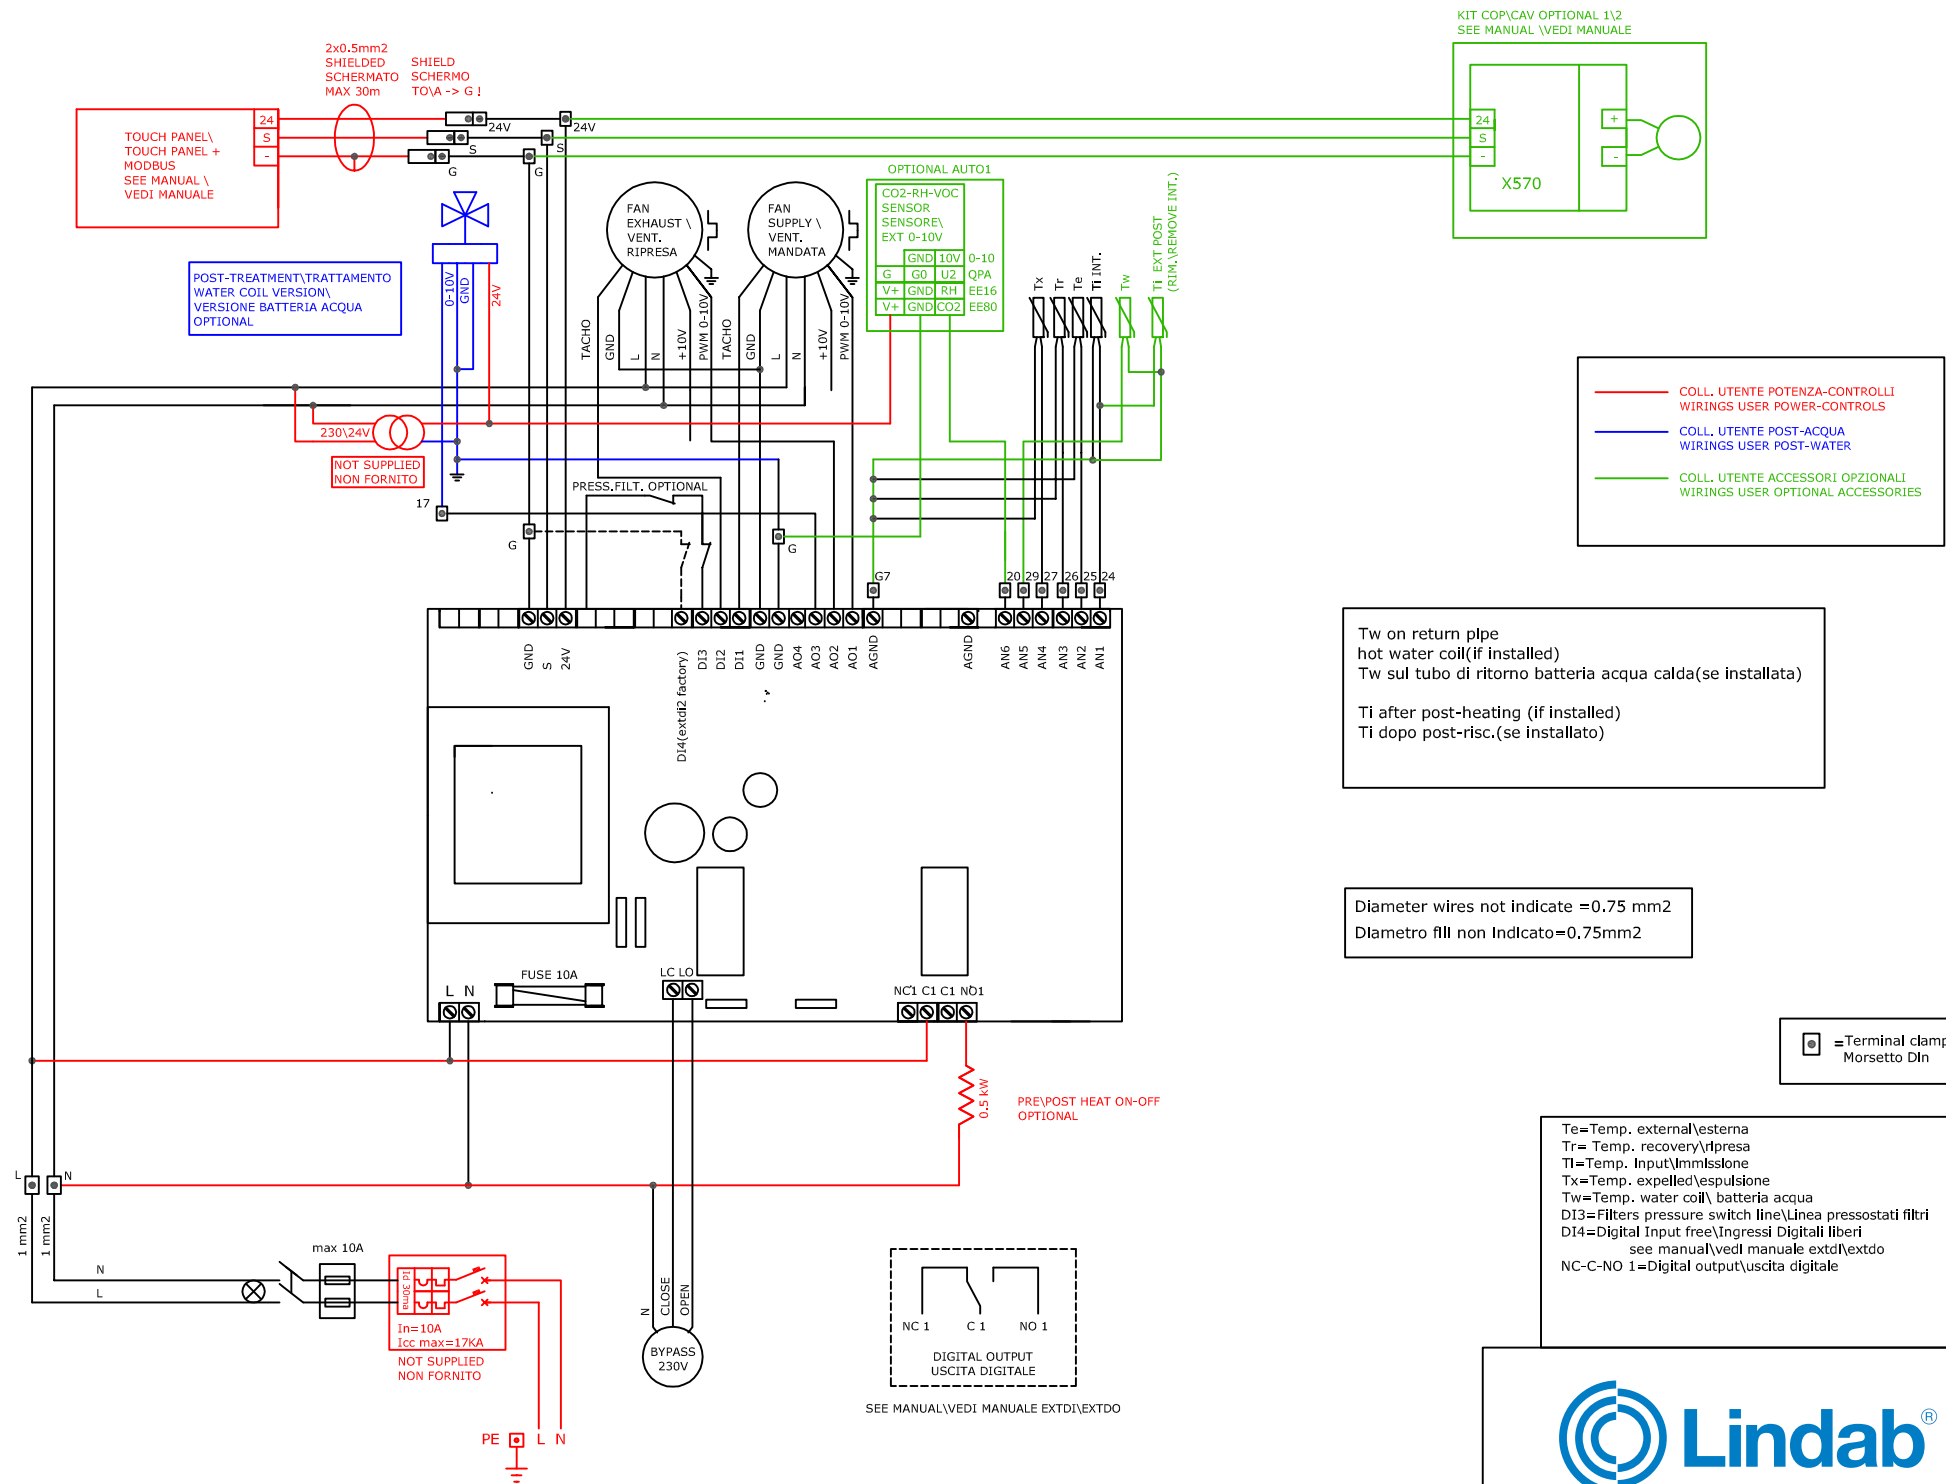 KIT COP\CAV OPTIONAL 1\2
SEE MANUAL \VEDI MANUALE
24
S
-
X570
+
-
2x0.5mm2
SHIELDED
SCHERMATO
MAX 30m
SHIELD
SCHERMO
TO\A -> G !
TOUCH PANEL\
TOUCH PANEL +
MODBUS
SEE MANUAL \
VEDI MANUALE
24
S
-
24V
S
G
24V
S
G
POST-TREATMENT\TRATTAMENTO
WATER COIL VERSION\
VERSIONE BATTERIA ACQUA
OPTIONAL
0-10V
GND
24V
FAN
EXHAUST \
VENT.
RIPRESA
FAN
SUPPLY \
VENT.
MANDATA
TACHO
GND
L
N
+10V
PWM 0-10V
TACHO
GND
L
N
+10V
PWM 0-10V
OPTIONAL AUTO1
CO2-RH-VOC
SENSOR
SENSORE\
EXT 0-10V
GND 10V 0-10
G G0 U2 QPA
V+ GND RH EE16
V+ GND CO2 EE80
Tx
Tr
Te
Ti INT.
Tw
Ti EXT POST
(RIM.\REMOVE INT.)
COLL. UTENTE POTENZA-CONTROLLI
WIRINGS USER POWER-CONTROLS
COLL. UTENTE POST-ACQUA
WIRINGS USER POST-WATER
COLL. UTENTE ACCESSORI OPZIONALI
WIRINGS USER OPTIONAL ACCESSORIES
230\24V
NOT SUPPLIED
NON FORNITO
17
PRESS.FILT. OPTIONAL
G
G
G7
20
29
27
26
25
24
GND
S
24V
DI4(extdi2 factory)
DI3
DI2
DI1
GND
GND
AO4
AO3
AO2
AO1
AGND
AGND
AN6
AN5
AN4
AN3
AN2
AN1
Tw on return pipe
hot water coil(if installed)
Tw sul tubo di ritorno batteria acqua calda(se installata)
Ti after post-heating (if installed)
Ti dopo post-risc.(se installato)
Diameter wires not indicate =0.75 mm2
Diametro fili non indicato=0.75mm2
L N
FUSE 10A
LC LO
NC1 C1 C1 NO1
0.5 kW
PRE\POST HEAT ON-OFF
OPTIONAL
=Terminal clamp
Morsetto Din
Te=Temp. external\esterna
Tr= Temp. recovery\ripresa
Ti=Temp. Input\immissione
Tx=Temp. expelled\espulsione
Tw=Temp. water coil\ batteria acqua
DI3=Filters pressure switch line\Linea pressostati filtri
DI4=Digital Input free\Ingressi Digitali liberi
see manual\vedi manuale extdi\extdo
NC-C-NO 1=Digital output\uscita digitale
L
N
1 mm2
1 mm2
N
L
max 10A
Id 30ma
In=10A
Icc max=17KA
NOT SUPPLIED
NON FORNITO
PE
L N
N
CLOSE
OPEN
BYPASS
230V
NC 1 C 1 NO 1
DIGITAL OUTPUT
USCITA DIGITALE
SEE MANUAL\VEDI MANUALE EXTDI\EXTDO
Lindab®